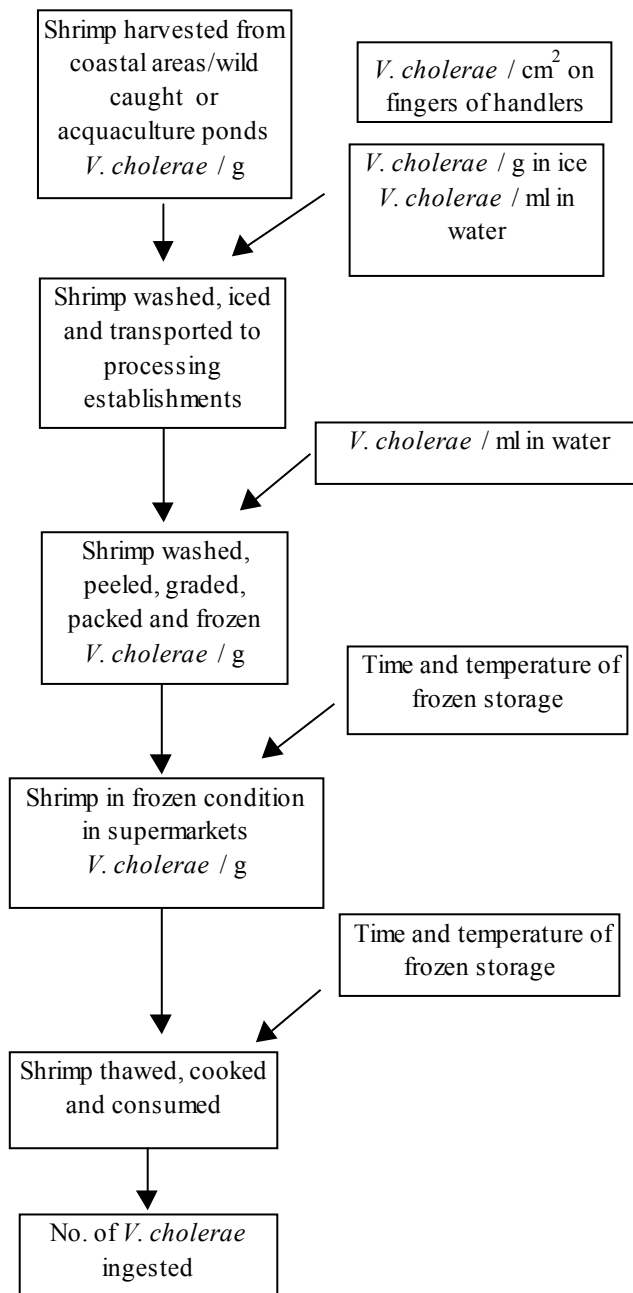 Shrimp harvested from
coastal areas/wild
caught or
acquaculture ponds
V. cholerae / g
V. cholerae / cm² on
fingers of handlers
V. cholerae / g in ice
V. cholerae / ml in
water
Shrimp washed, iced
and transported to
processing
establishments
V. cholerae / ml in water
Shrimp washed,
peeled, graded,
packed and frozen
V. cholerae / g
Time and temperature of
frozen storage
Shrimp in frozen condition
in supermarkets
V. cholerae / g
Time and temperature of
frozen storage
Shrimp thawed, cooked
and consumed
No. of V. cholerae
ingested